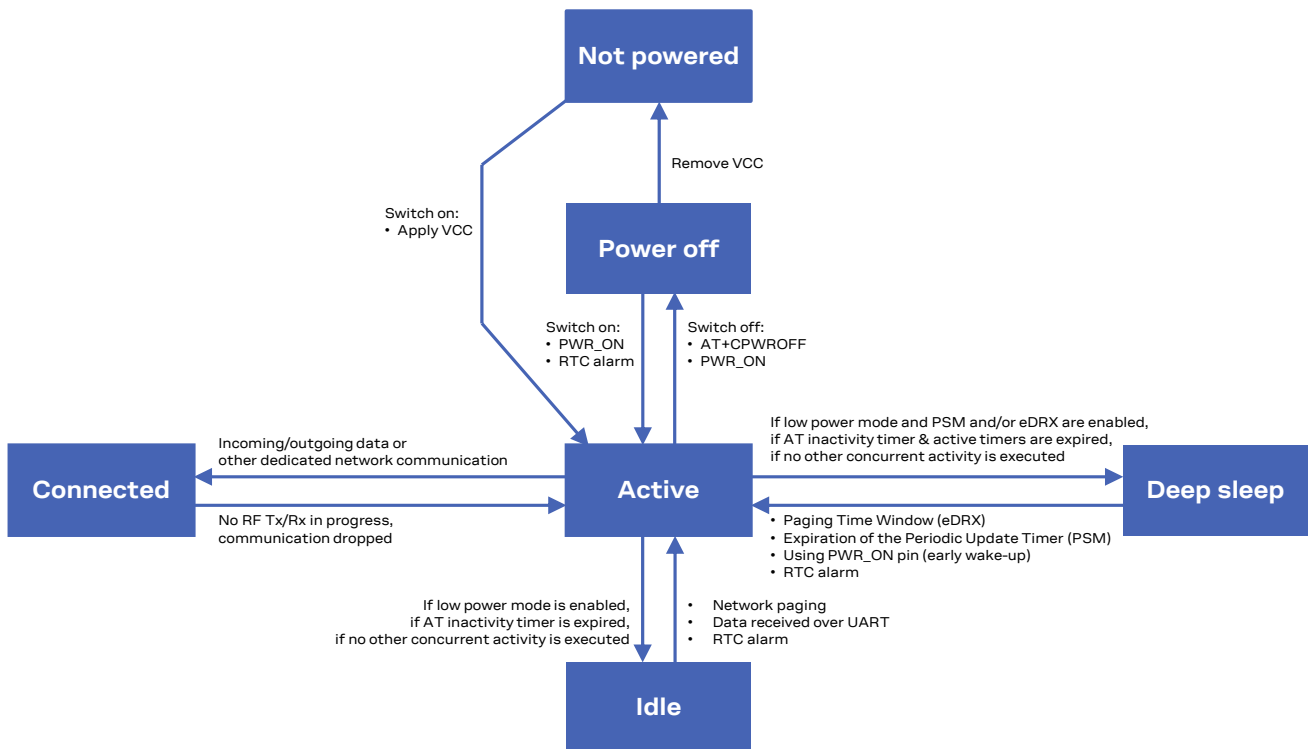 Not powered
Remove VCC
Switch on:
• Apply VCC
Power off
Switch on:
• PWR_ON
• RTC alarm
Switch off:
• AT+CPWROFF
• PWR_ON
Incoming/outgoing data or
other dedicated network communication
If low power mode and PSM and/or eDRX are enabled,
if AT inactivity timer & active timers are expired,
if no other concurrent activity is executed
Connected
Active
Deep sleep
No RF Tx/Rx in progress,
communication dropped
• Paging Time Window (eDRX)
• Expiration of the Periodic Update Timer (PSM)
• Using PWR_ON pin (early wake-up)
• RTC alarm
If low power mode is enabled,
if AT inactivity timer is expired,
if no other concurrent activity is executed
• Network paging
• Data received over UART
• RTC alarm
Idle